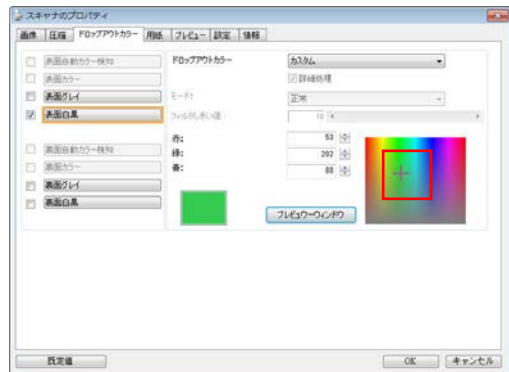 スキャナのプロパティ
画像 圧縮 ドロップアウトカラー 用紙 プレビュー 設定 情報
表面自動カラー検知
表面カラー
表面グレイ
表面白黒
裏面自動カラー検知
裏面カラー
裏面グレイ
裏面白黒
ドロップアウトカラー カスタム
詳細処理
モード: 正常
フィルタしきい値: 10
赤: 53
緑: 202
青: 80
プレビューウィンドウ
既定値 OK キャンセル